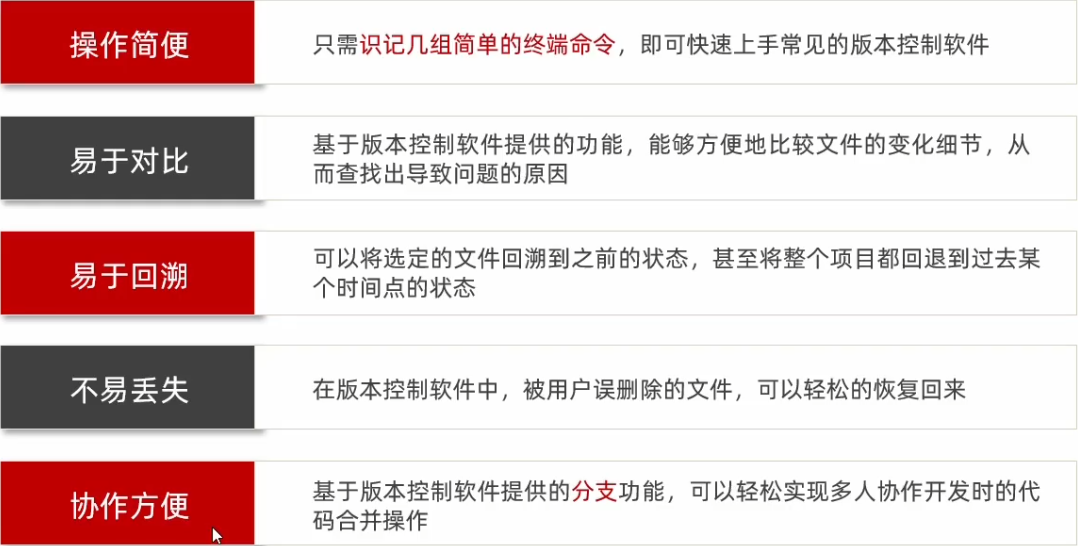 操作简便
只需识记几组简单的终端命令，即可快速上手常见的版本控制软件
易于对比
基于版本控制软件提供的功能，能够方便地比较文件的变化细节，从
而查找出导致问题的原因
易于回溯
可以将选定的文件回溯到之前的状态，甚至将整个项目都回退到过去某
个时间点的状态
不易丢失
在版本控制软件中，被用户误删除的文件，可以轻松的恢复回来
协作方便
基于版本控制软件提供的分支功能，可以轻松实现多人协作开发时的代
码合并操作